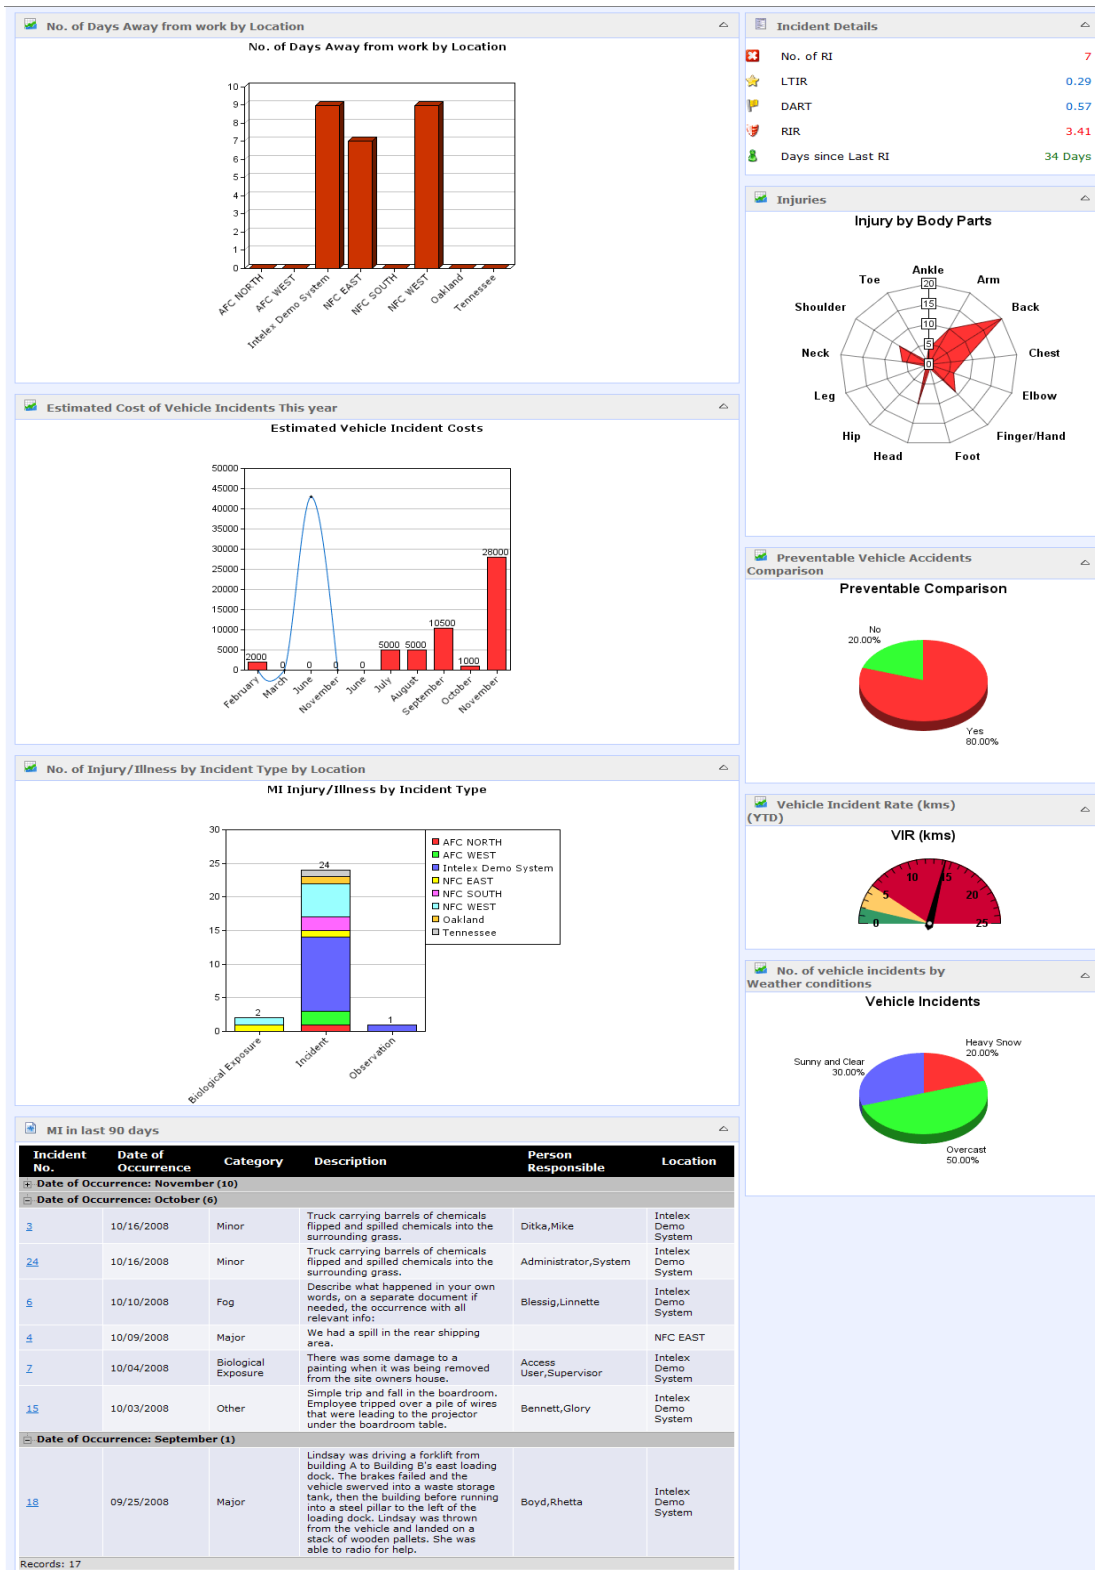 No. of Days Away from work by Location
No. of Days Away from work by Location
10
9
8
7
6
5
4
3
2
1
0
AFC NORTH
AFC WEST
Intelex Demo System
NFC EAST
NFC SOUTH
NFC WEST
Oakland
Tennessee
Estimated Cost of Vehicle Incidents This year
Estimated Vehicle Incident Costs
50000
45000
40000
35000
30000
25000
20000
15000
10000
5000
0
2000
0
0
0
0
5000
5000
10500
1000
28000
February
March
June
November
June
July
August
September
October
November
No. of Injury/Illness by Incident Type by Location
MI Injury/Illness by Incident Type
30
25
20
15
10
5
0
2
24
1
Biological Exposure
Incident
Observation
AFC NORTH
AFC WEST
Intelex Demo System
NFC EAST
NFC SOUTH
NFC WEST
Oakland
Tennessee
MI in last 90 days
Incident No. Date of Occurrence Category Description Person Responsible Location
Date of Occurrence: November (10)
Date of Occurrence: October (6)
3 10/16/2008 Minor Truck carrying barrels of chemicals
flipped and spilled chemicals into the
surrounding grass. Ditka,Mike Intelex Demo System
24 10/16/2008 Minor Truck carrying barrels of chemicals
flipped and spilled chemicals into the
surrounding grass. Administrator,System Intelex Demo System
6 10/10/2008 Fog Describe what happened in your own
words, on a separate document if
needed, the occurrence with all
relevant info: Blessig,Linnette Intelex Demo System
4 10/09/2008 Major We had a spill in the rear shipping
area. NFC EAST
7 10/04/2008 Biological Exposure There was some damage to a
painting when it was being removed
from the site owners house. Access User,Supervisor Intelex Demo System
15 10/03/2008 Other Simple trip and fall in the boardroom.
Employee tripped over a pile of wires
that were leading to the projector
under the boardroom table. Bennett,Glory Intelex Demo System
Date of Occurrence: September (1)
18 09/25/2008 Major Lindsay was driving a forklift from
building A to Building B's east loading
dock. The brakes failed and the
vehicle swerved into a waste storage
tank, then the building before running
into a steel pillar to the left of the
loading dock. Lindsay was thrown
from the vehicle and landed on a
stack of wooden pallets. She was
able to radio for help. Boyd,Rhetta Intelex Demo System
Records: 17
Incident Details
No. of RI 7
LTIR 0.29
DART 0.57
RIR 3.41
Days since Last RI 34 Days
Injuries
Injury by Body Parts
Ankle
Arm
Back
Chest
Elbow
Finger/Hand
Foot
Head
Hip
Leg
Neck
Shoulder
Toe
20
15
10
5
0
Preventable Vehicle Accidents
Comparison
Preventable Comparison
No
20.00%
Yes
80.00%
Vehicle Incident Rate (kms)
(YTD)
VIR (kms)
0
5
10
15
20
25
No. of vehicle incidents by
Weather conditions
Vehicle Incidents
Heavy Snow
20.00%
Sunny and Clear
30.00%
Overcast
50.00%